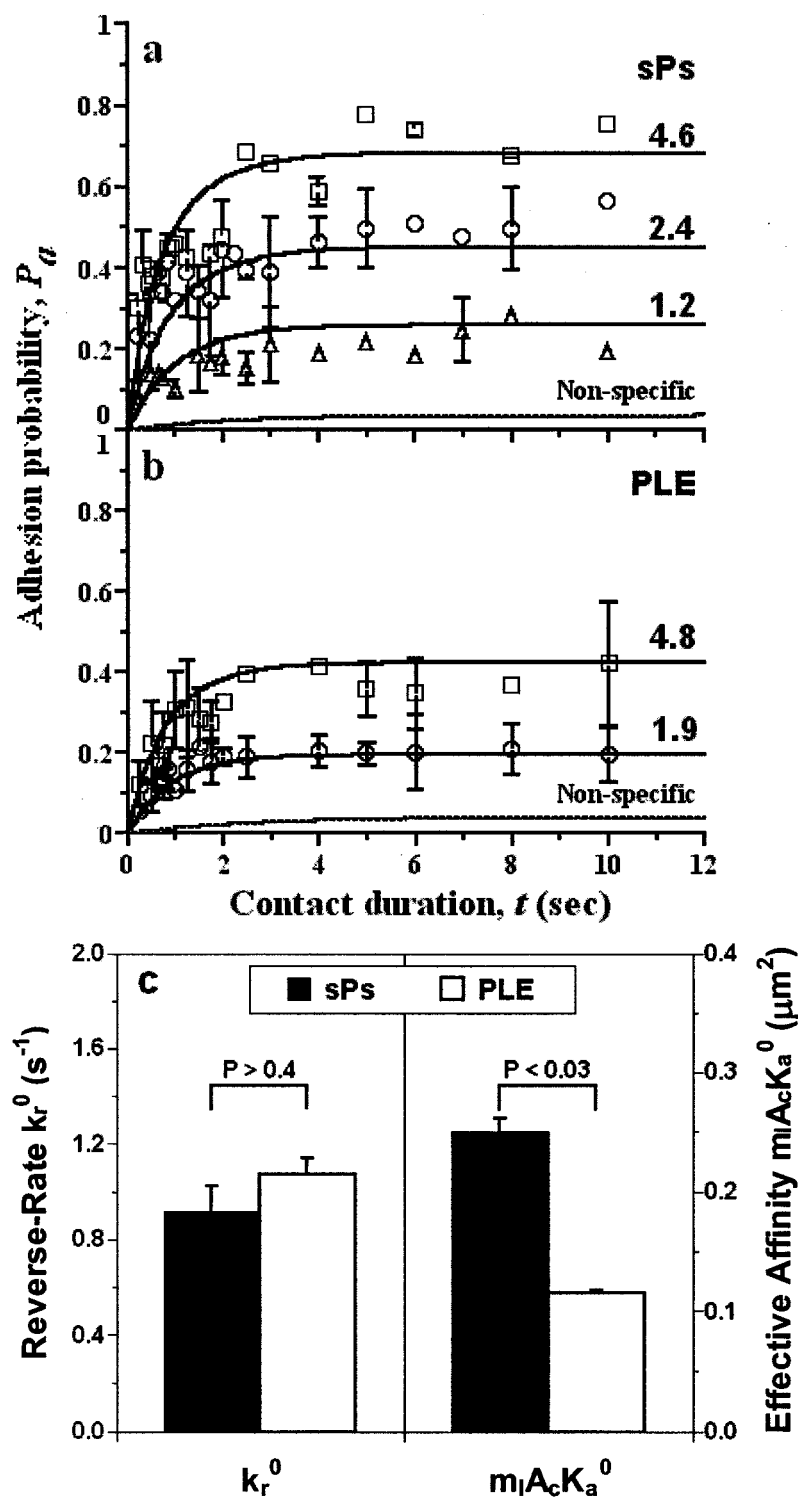 1
a
sPs
0.8
4.6
0.6
2.4
0.4
1.2
0.2
Non-specific
0
Adhesion probability, Pa
1
b
PLE
0.8
0.6
4.8
0.4
1.9
0.2
Non-specific
0
0 2 4 6 8 10 12
Contact duration, t (sec)
c
sPs PLE
2.0 0.4
1.6
P > 0.4 P < 0.03
0.3
1.2
0.2
0.8
0.1
0.4
0.0 0.0
Reverse-Rate kr⁰ (s⁻¹)
Effective Affinity mlAcKa⁰ (μm²)
kr⁰ mlAcKa⁰